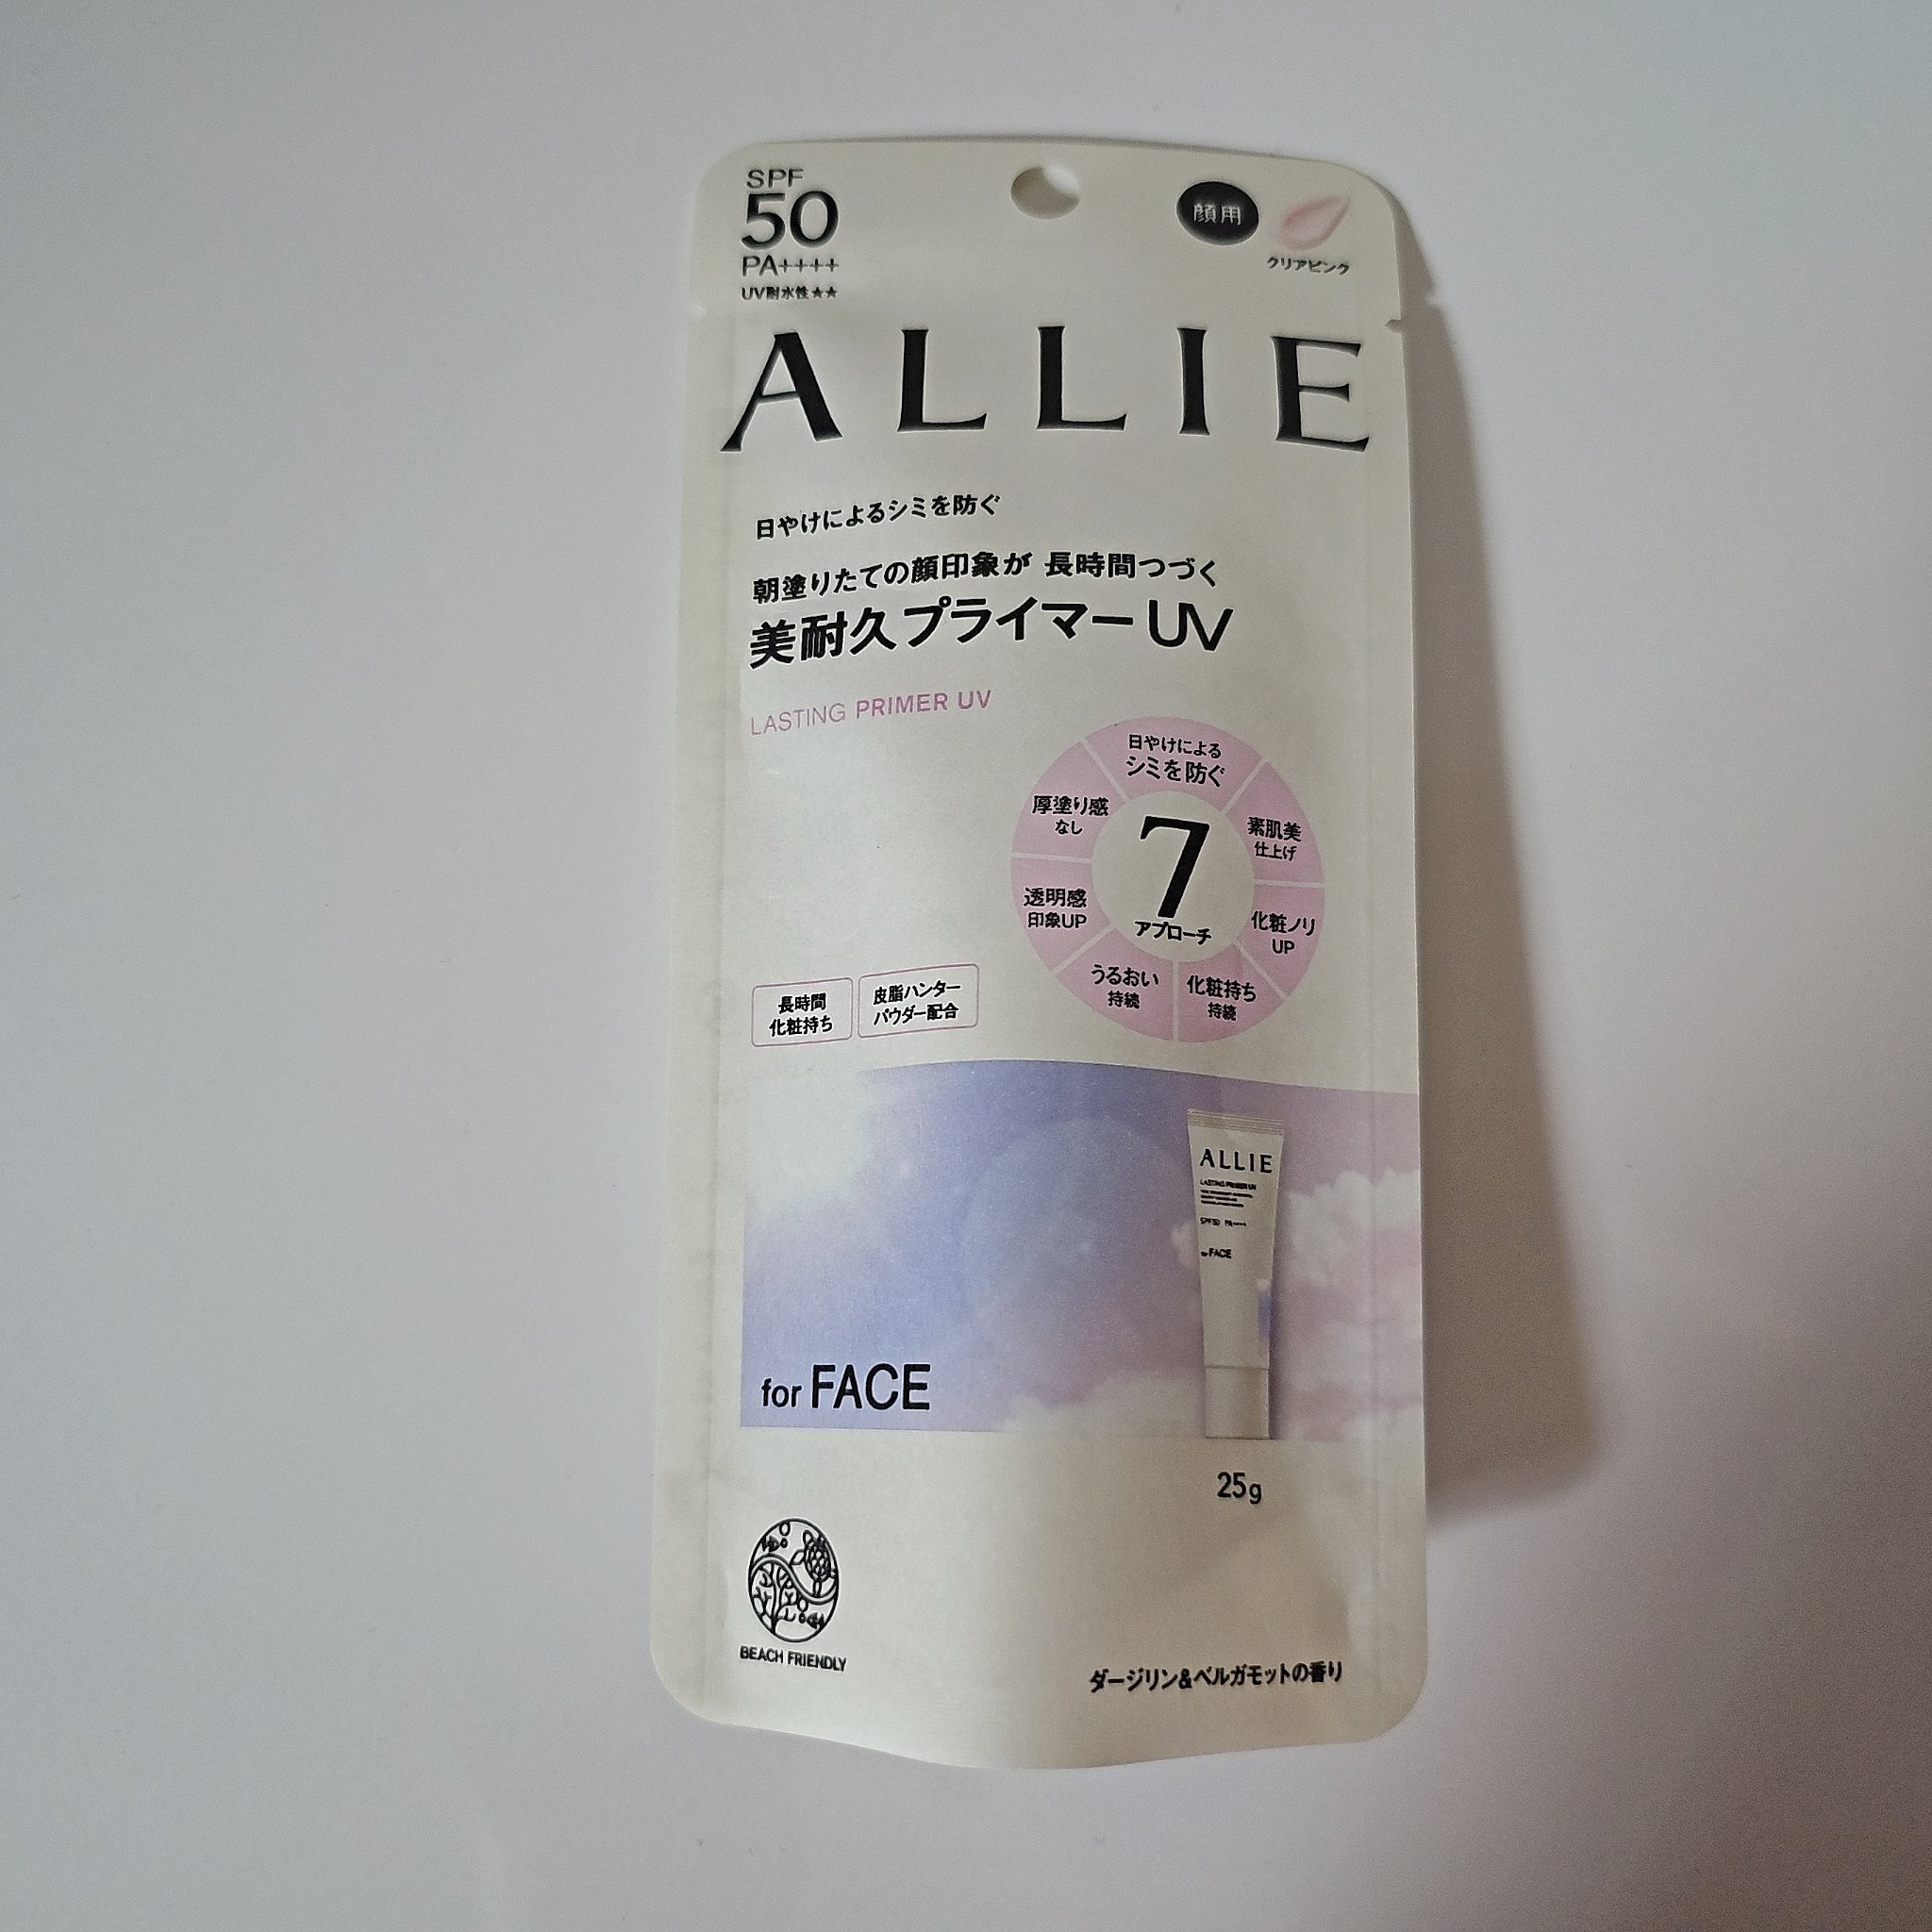 SPF
50
PA++++
UV耐水性★★
顔用
クリアピンク
ALLIE
日やけによるシミを防ぐ
朝塗りたての顔印象が 長時間つづく
美耐久プライマーUV
LASTING PRIMER UV
日やけによる
シミを防ぐ
素肌美
仕上げ
化粧ノリ
UP
化粧持ち
持続
うるおい
持続
透明感
印象UP
厚塗り感
なし
7
アプローチ
長時間
化粧持ち
皮脂ハンター
パウダー配合
ALLIE
LASTING PRIMER UV
SPF50 PA++++
for FACE
for FACE
25g
BEACH FRIENDLY
ダージリン&ベルガモットの香り